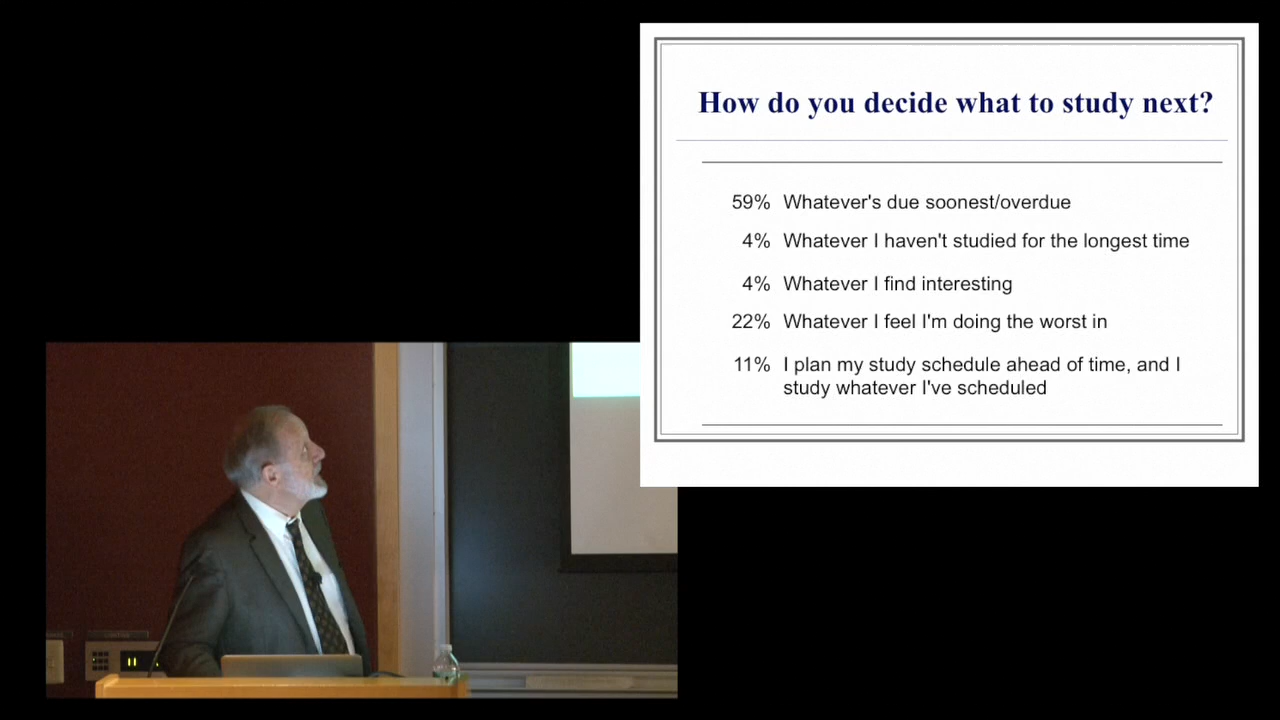 How do you decide what to study next?
59% Whatever's due soonest/overdue
4% Whatever I haven't studied for the longest time
4% Whatever I find interesting
22% Whatever I feel I'm doing the worst in
11% I plan my study schedule ahead of time, and I
study whatever I've scheduled